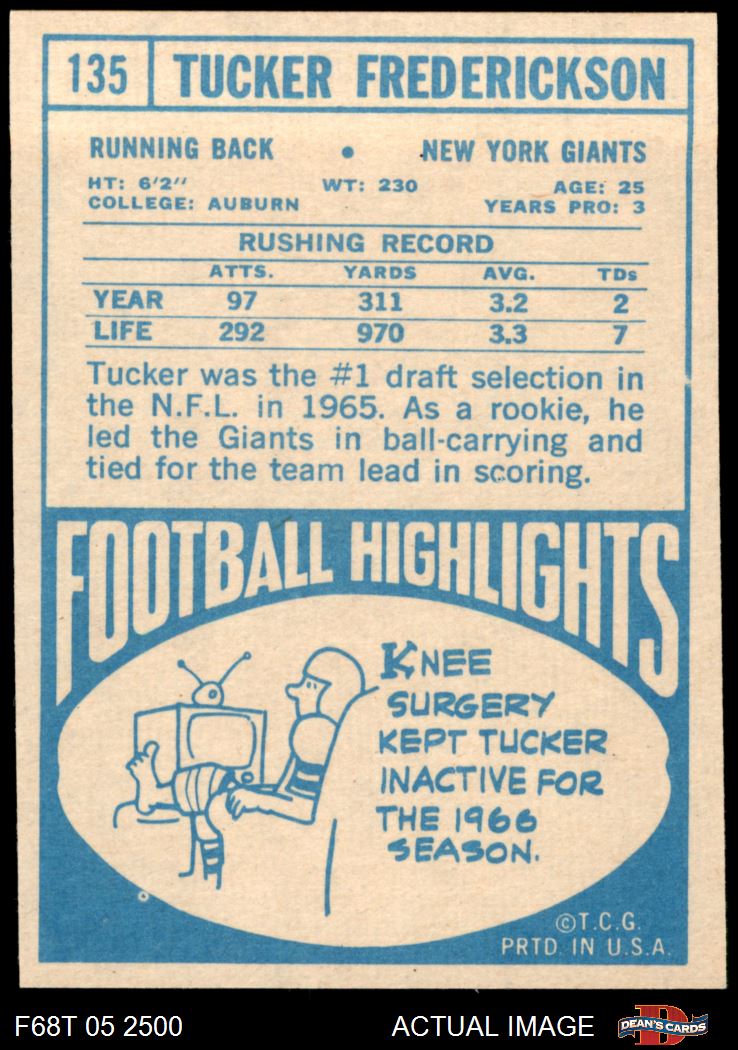 135 TUCKER FREDERICKSON
RUNNING BACK • NEW YORK GIANTS
HT: 6'2" WT: 230 AGE: 25
COLLEGE: AUBURN YEARS PRO: 3
RUSHING RECORD
ATTS. YARDS AVG. TDs
YEAR 97 311 3.2 2
LIFE 292 970 3.3 7
Tucker was the #1 draft selection in
the N.F.L. in 1965. As a rookie, he
led the Giants in ball-carrying and
tied for the team lead in scoring.
FOOTBALL HIGHLIGHTS
KNEE
SURGERY
KEPT TUCKER
INACTIVE FOR
THE 1966
SEASON.
©T.C.G.
PRTD. IN U.S.A.
F68T 05 2500 ACTUAL IMAGE D DEAN'S CARDS